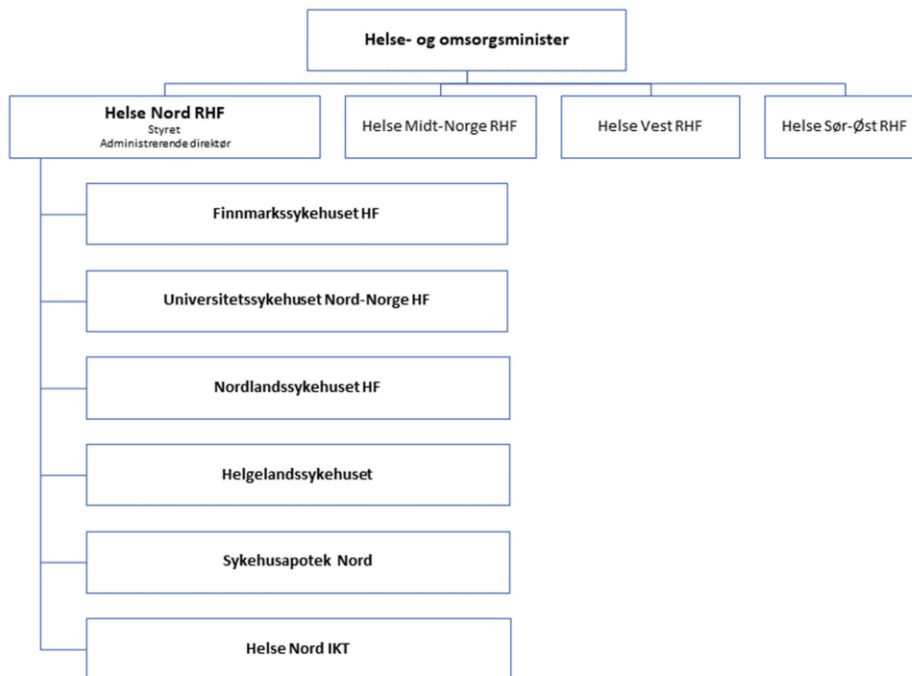 Helse- og omsorgsminister
Helse Nord RHF
Styret
Administrerende direktør
Helse Midt-Norge RHF
Helse Vest RHF
Helse Sør-Øst RHF
Finnmarkssykehuset HF
Universitetssykehuset Nord-Norge HF
Nordlandssykehuset HF
Helgelandssykehuset
Sykehusapotek Nord
Helse Nord IKT